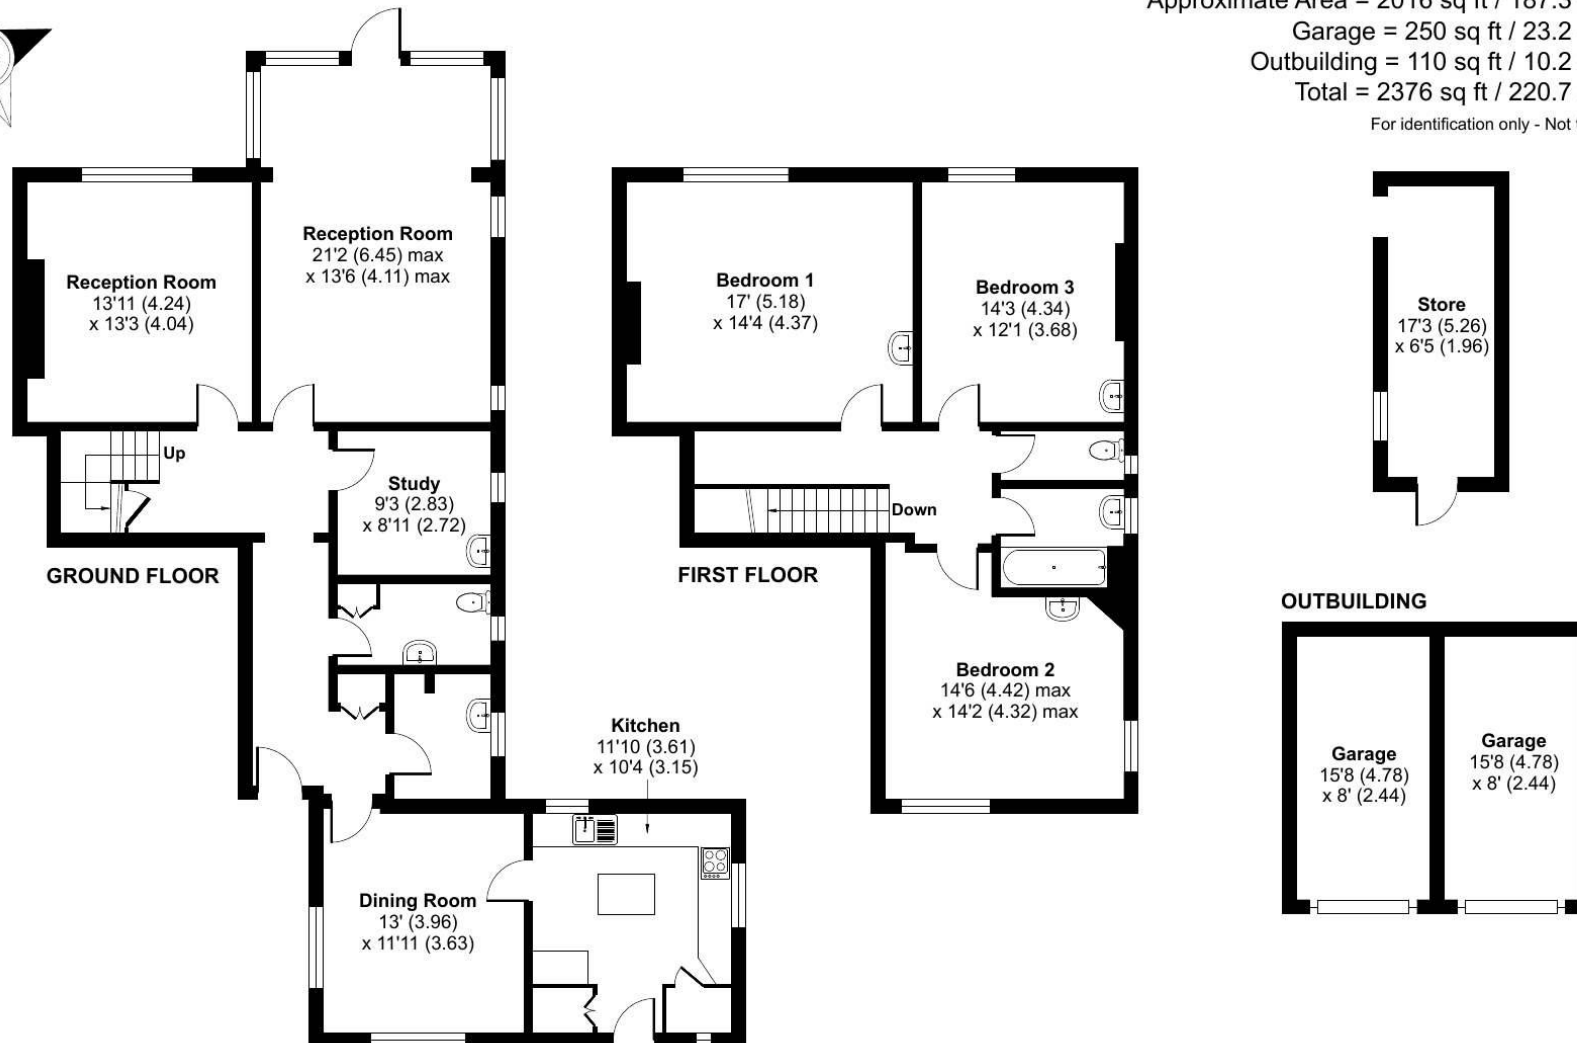 Approximate Area = 2016 sq ft / 187.3
Garage = 250 sq ft / 23.2
Outbuilding = 110 sq ft / 10.2
Total = 2376 sq ft / 220.7
For identification only - Not
Reception Room
21'2 (6.45) max
x 13'6 (4.11) max
Reception Room
13'11 (4.24)
x 13'3 (4.04)
Bedroom 1
17' (5.18)
x 14'4 (4.37)
Bedroom 3
14'3 (4.34)
x 12'1 (3.68)
Store
17'3 (5.26)
x 6'5 (1.96)
Up
Study
9'3 (2.83)
x 8'11 (2.72)
Down
GROUND FLOOR
FIRST FLOOR
OUTBUILDING
Bedroom 2
14'6 (4.42) max
x 14'2 (4.32) max
Kitchen
11'10 (3.61)
x 10'4 (3.15)
Garage
15'8 (4.78)
x 8' (2.44)
Garage
15'8 (4.78)
x 8' (2.44)
Dining Room
13' (3.96)
x 11'11 (3.63)